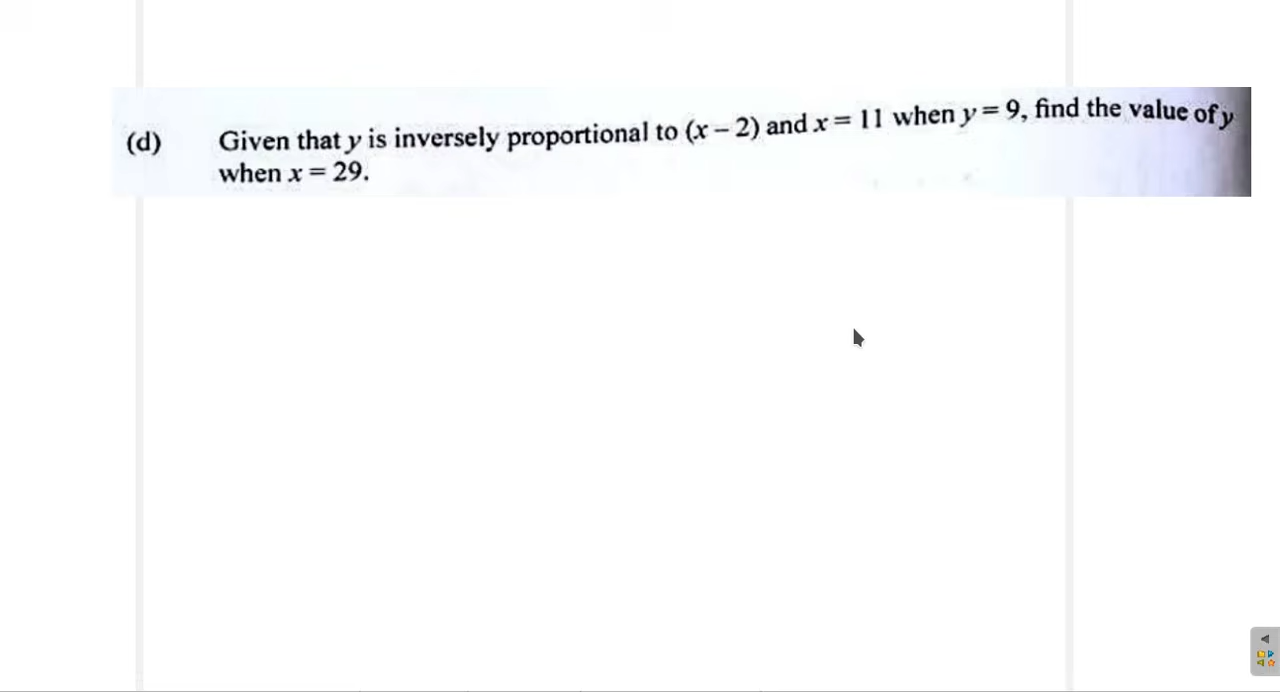 (d) Given that y is inversely proportional to (x – 2) and x = 11 when y = 9, find the value of y
when x = 29.